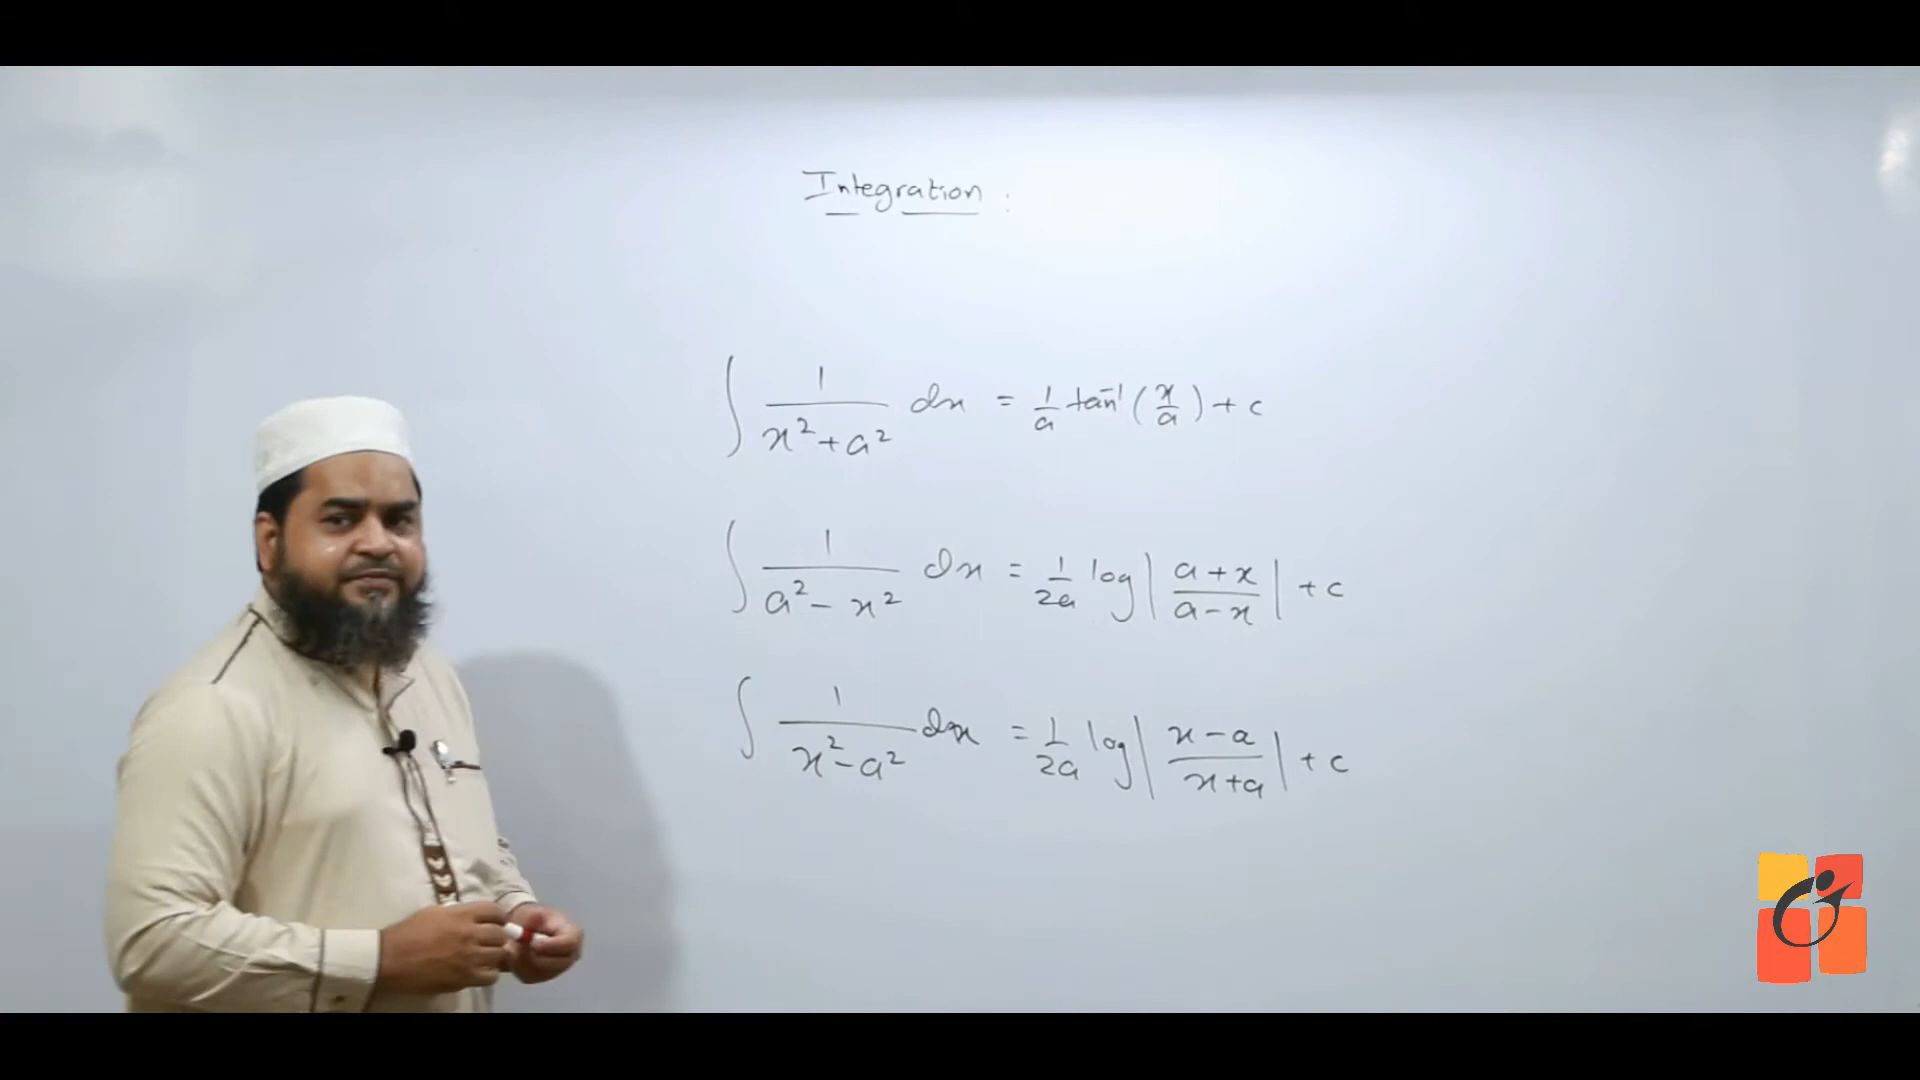 Integration :
∫ 1/(x²+a²) dx = 1/a tan⁻¹(x/a) + c
∫ 1/(a² − x²) dx = 1/2a log|(a+x)/(a−x)| + c
∫ 1/(x²−a²) dx = 1/2a log|(x−a)/(x+a)| + c